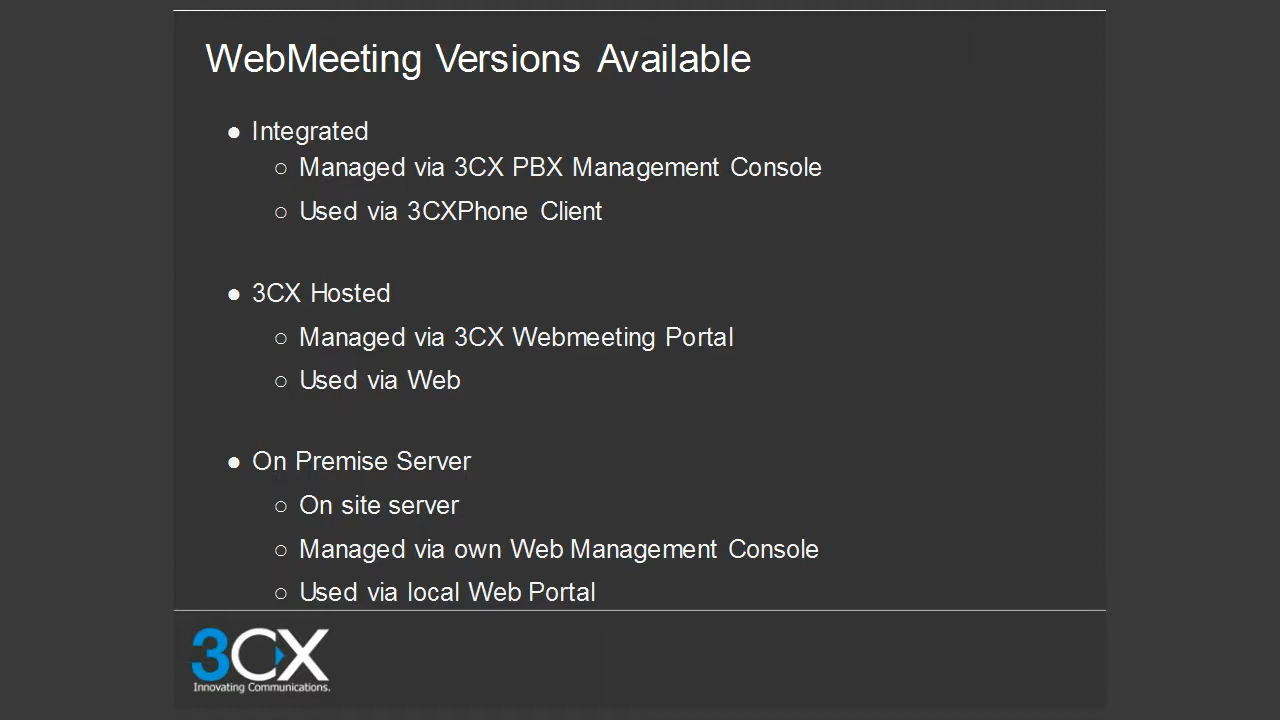 WebMeeting Versions Available
● Integrated
○ Managed via 3CX PBX Management Console
○ Used via 3CXPhone Client
● 3CX Hosted
○ Managed via 3CX Webmeeting Portal
○ Used via Web
● On Premise Server
○ On site server
○ Managed via own Web Management Console
○ Used via local Web Portal
3CX
Innovating Communications.